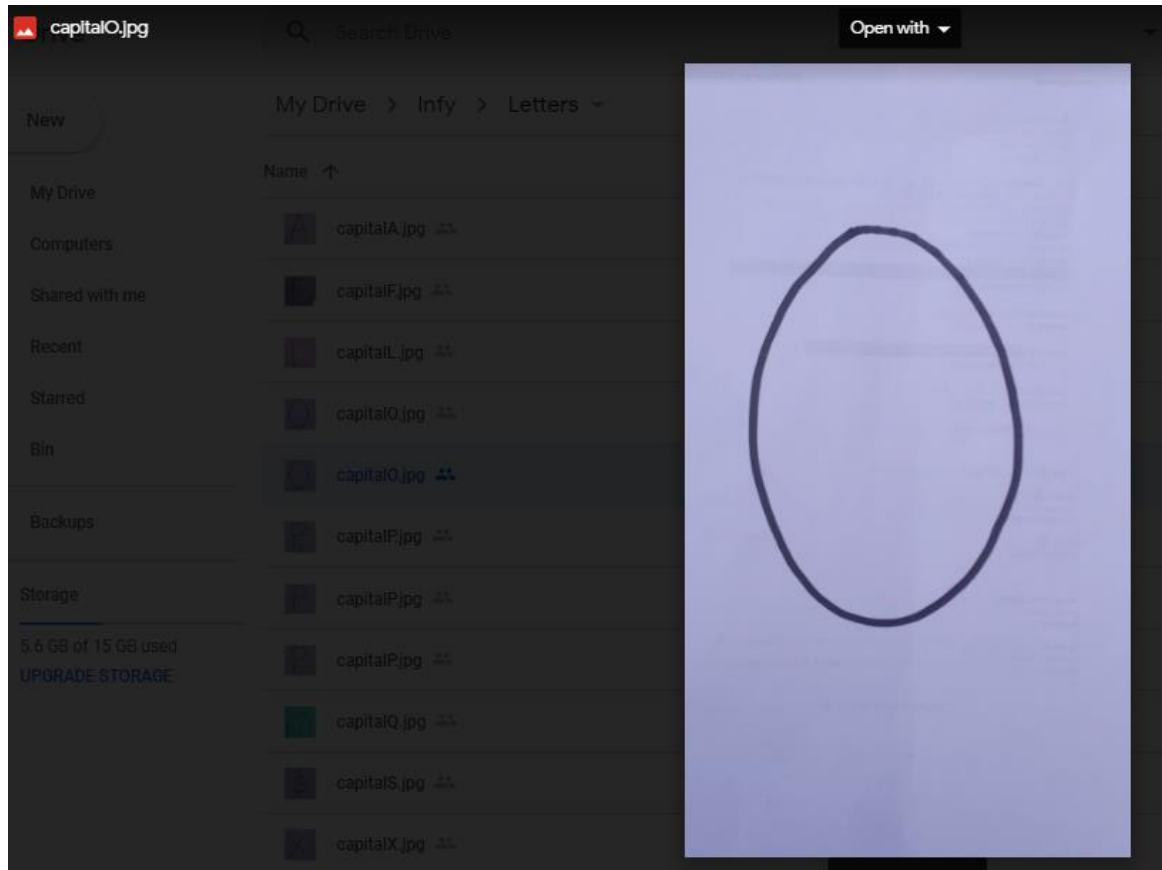 capitalO.jpg
Search Drive
Open with
My Drive > Infy > Letters
New
Name
My Drive
Computers
Shared with me
Recent
Starred
Bin
Backups
Storage
5.6 GB of 15 GB used
UPGRADE STORAGE
capitalA.jpg
capitalF.jpg
capitalL.jpg
capitalO.jpg
capitalO.jpg
capitalP.jpg
capitalP.jpg
capitalP.jpg
capitalQ.jpg
capitalS.jpg
capitalX.jpg
O